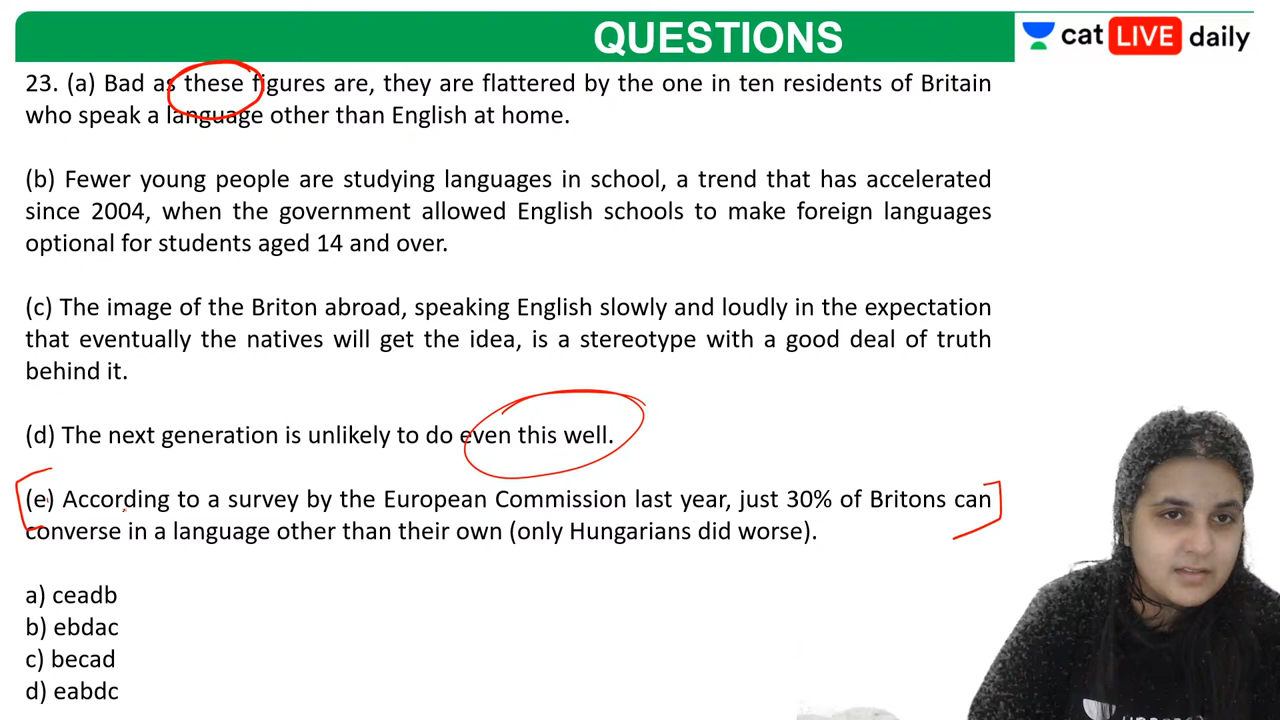 QUESTIONS
cat LIVE daily
23. (a) Bad as these figures are, they are flattered by the one in ten residents of Britain
who speak a language other than English at home.
(b) Fewer young people are studying languages in school, a trend that has accelerated
since 2004, when the government allowed English schools to make foreign languages
optional for students aged 14 and over.
(c) The image of the Briton abroad, speaking English slowly and loudly in the expectation
that eventually the natives will get the idea, is a stereotype with a good deal of truth
behind it.
(d) The next generation is unlikely to do even this well.
(e) According to a survey by the European Commission last year, just 30% of Britons can
converse in a language other than their own (only Hungarians did worse).
a) ceadb
b) ebdac
c) becad
d) eabdc